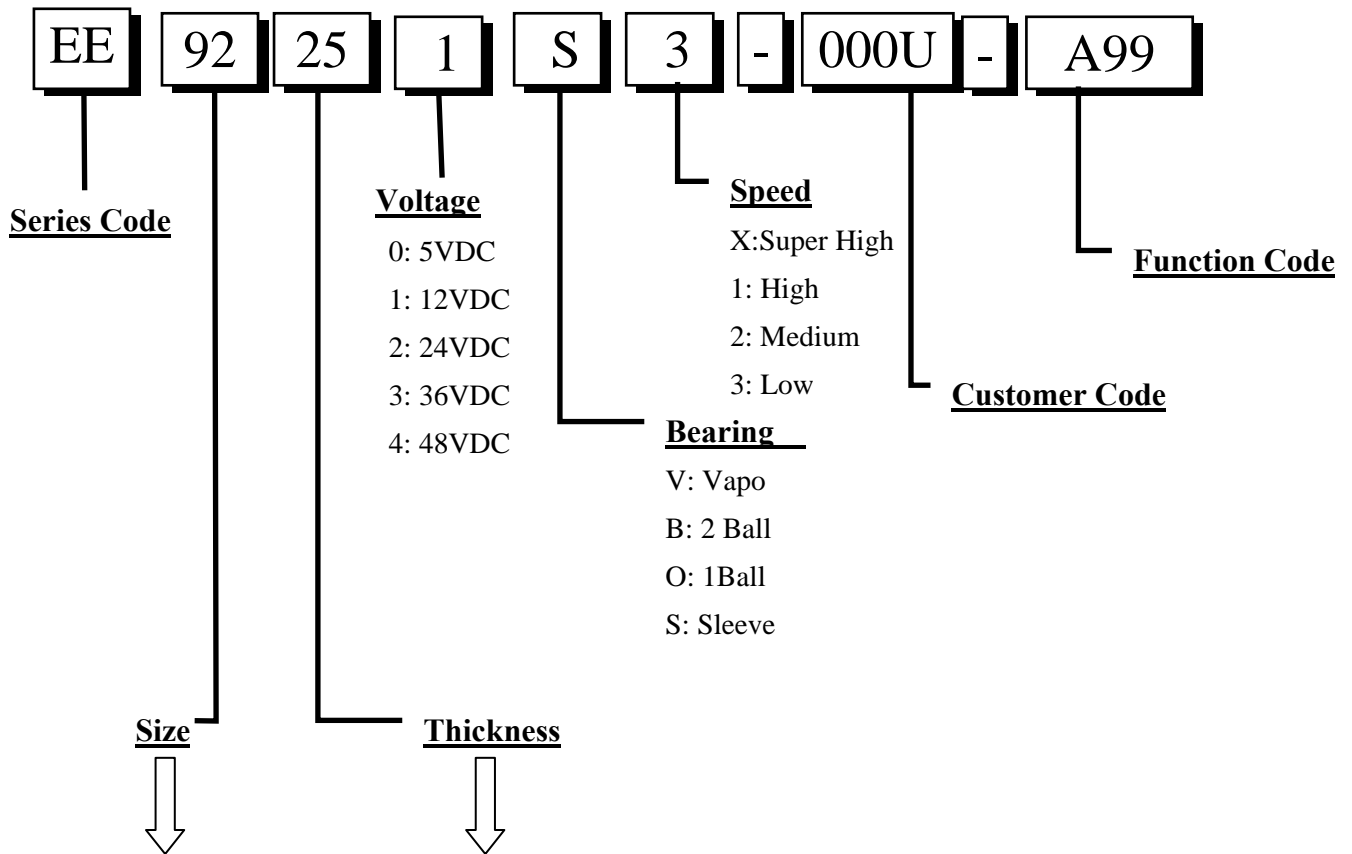 EE 92 25 1 S 3 - 000U - A99
Series Code
Voltage
0: 5VDC
1: 12VDC
2: 24VDC
3: 36VDC
4: 48VDC
Speed
X:Super High
1: High
2: Medium
3: Low
Function Code
Customer Code
Bearing
V: Vapo
B: 2 Ball
O: 1Ball
S: Sleeve
Size
Thickness